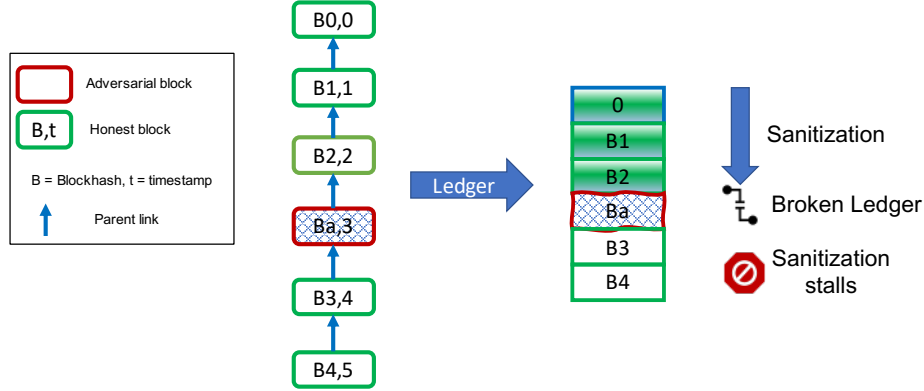 Adversarial block
B,t
Honest block
B = Blockhash, t = timestamp
Parent link
B0,0
B1,1
B2,2
Ba,3
B3,4
B4,5
Ledger
0
B1
B2
Ba
B3
B4
Sanitization
Broken Ledger
Sanitization
stalls